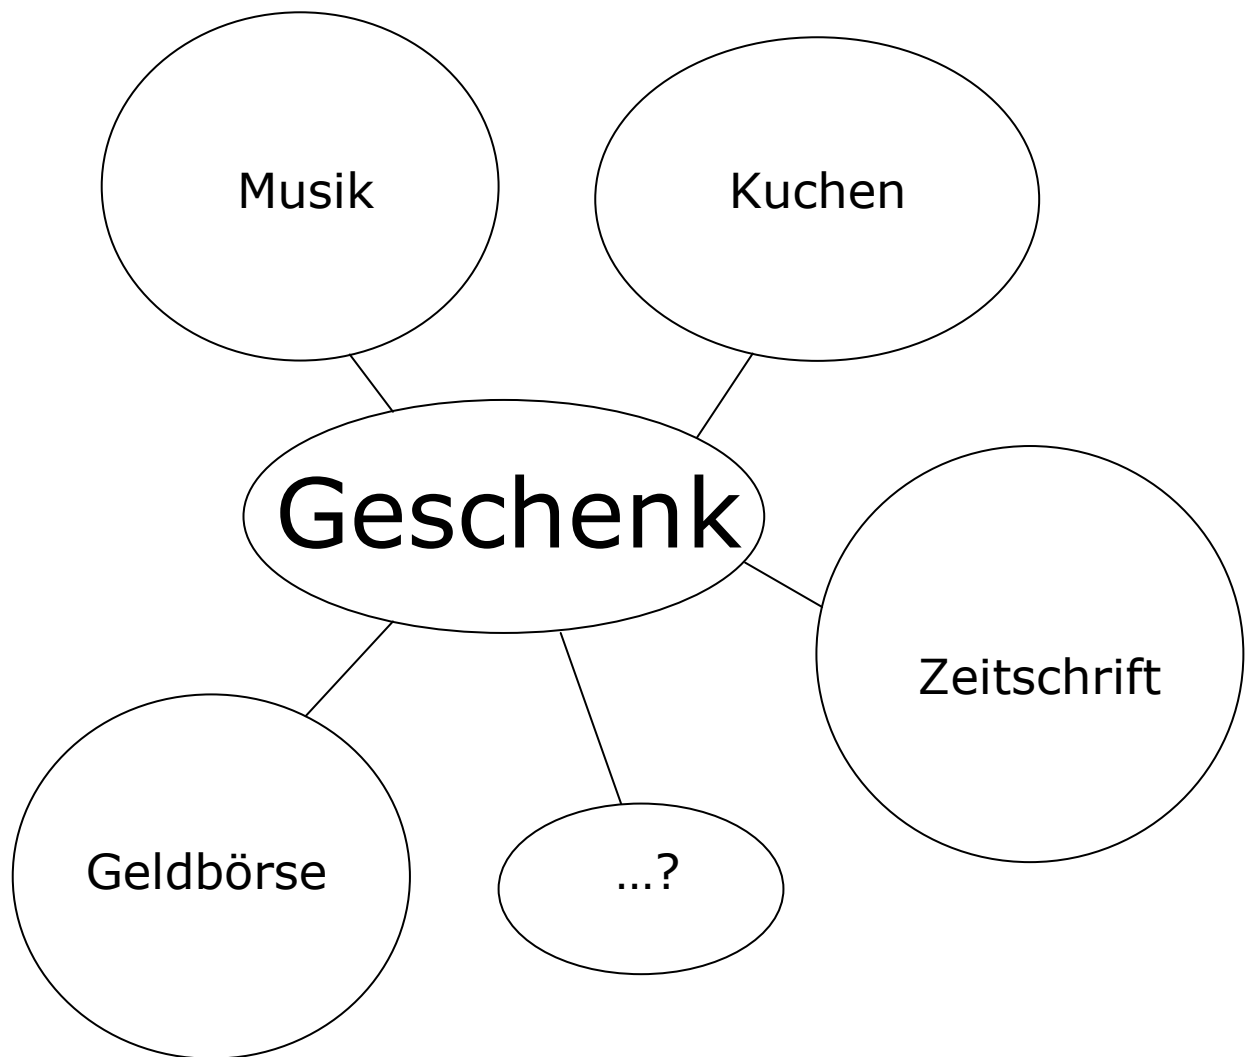 Musik
Kuchen
Geschenk
Zeitschrift
Geldbörse
...?